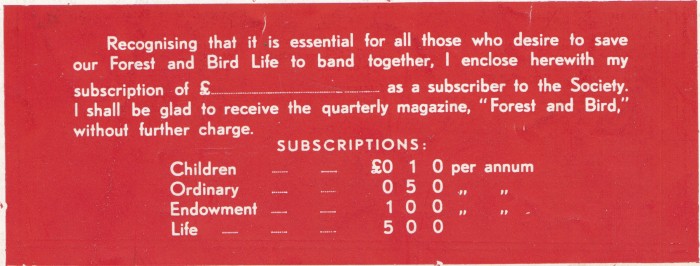 Recognising that it is essential for all those who desire to save
our Forest and Bird Life to band together, I enclose herewith my
subscription of £ .............................. as a subscriber to the Society.
I shall be glad to receive the quarterly magazine, "Forest and Bird,"
without further charge.
SUBSCRIPTIONS:
Children ...... ...... £0 1 0 per annum
Ordinary ...... ...... 0 5 0 ,, ,,
Endowment ...... ...... 1 0 0 ,, ,,
Life — ...... 5 0 0